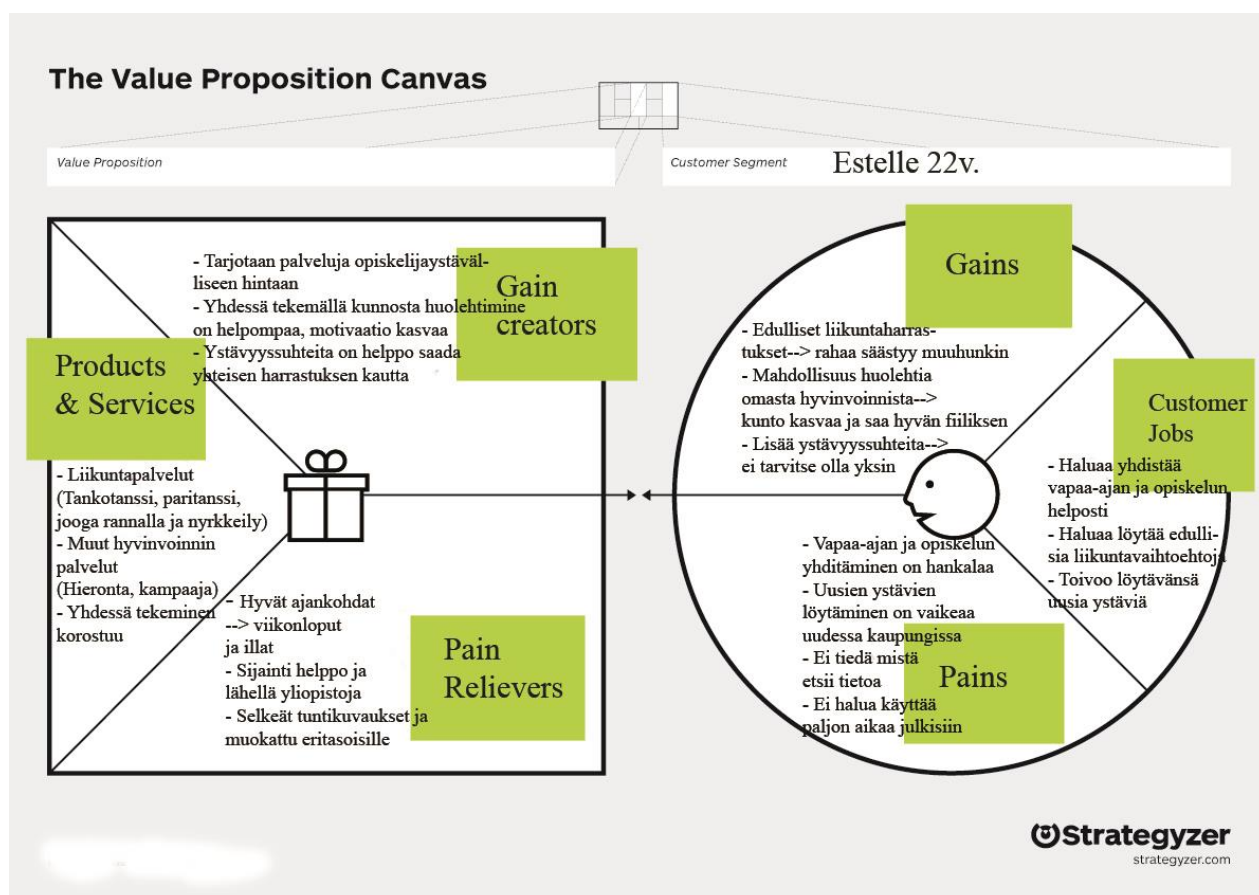 The Value Proposition Canvas
Value Proposition
Customer Segment
Estelle 22v.
- Tarjotaan palveluja opiskelijaystäväl-
liseen hintaan
- Yhdessä tekemällä kunnosta huolehtimine
on helpompaa, motivaatio kasvaa
- Ystävyyssuhteita on helppo saada
yhteisen harrastuksen kautta
Gain
creators
Products
& Services
- Liikuntapalvelut
(Tankotanssi, paritanssi,
jooga rannalla ja nyrkkeily)
- Muut hyvinvoinnin
palvelut
(Hieronta, kampaaja)
- Yhdessä tekeminen
korostuu
- Hyvät ajankohdat
--> viikonloput
ja illat
- Sijainti helppo ja
lähellä yliopistoja
- Selkeät tuntikuvaukset ja
muokattu eritasoisille
Pain
Relievers
Gains
- Edulliset liikuntaharras-
tukset--> rahaa säästyy muuhunkin
- Mahdollisuus huolehtia
omasta hyvinvoinnista-->
kunto kasvaa ja saa hyvän fiiliksen
- Lisää ystävyyssuhteita-->
ei tarvitse olla yksin
Customer
Jobs
- Haluaa yhdistää
vapaa-ajan ja opiskelun
helposti
- Haluaa löytää edulli-
sia liikuntavaihtoehtoja
- Toivoo löytävänsä
uusia ystäviä
- Vapaa-ajan ja opiskelun
yhditäminen on hankalaa
- Uusien ystävien
löytäminen on vaikeaa
uudessa kaupungissa
- Ei tiedä mistä
etsii tietoa
- Ei halua käyttää
paljon aikaa julkisiin
Pains
Strategyzer
strategyzer.com